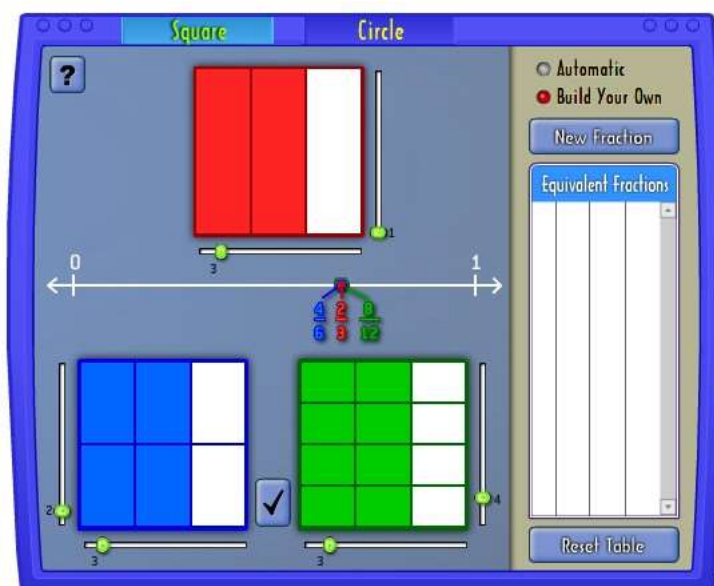 Square Circle
?
Automatic
Build Your Own
New Fraction
Equivalent Fractions
1
3
0 1
4/6 2/3 8/12
2
4
3 3
Reset Table